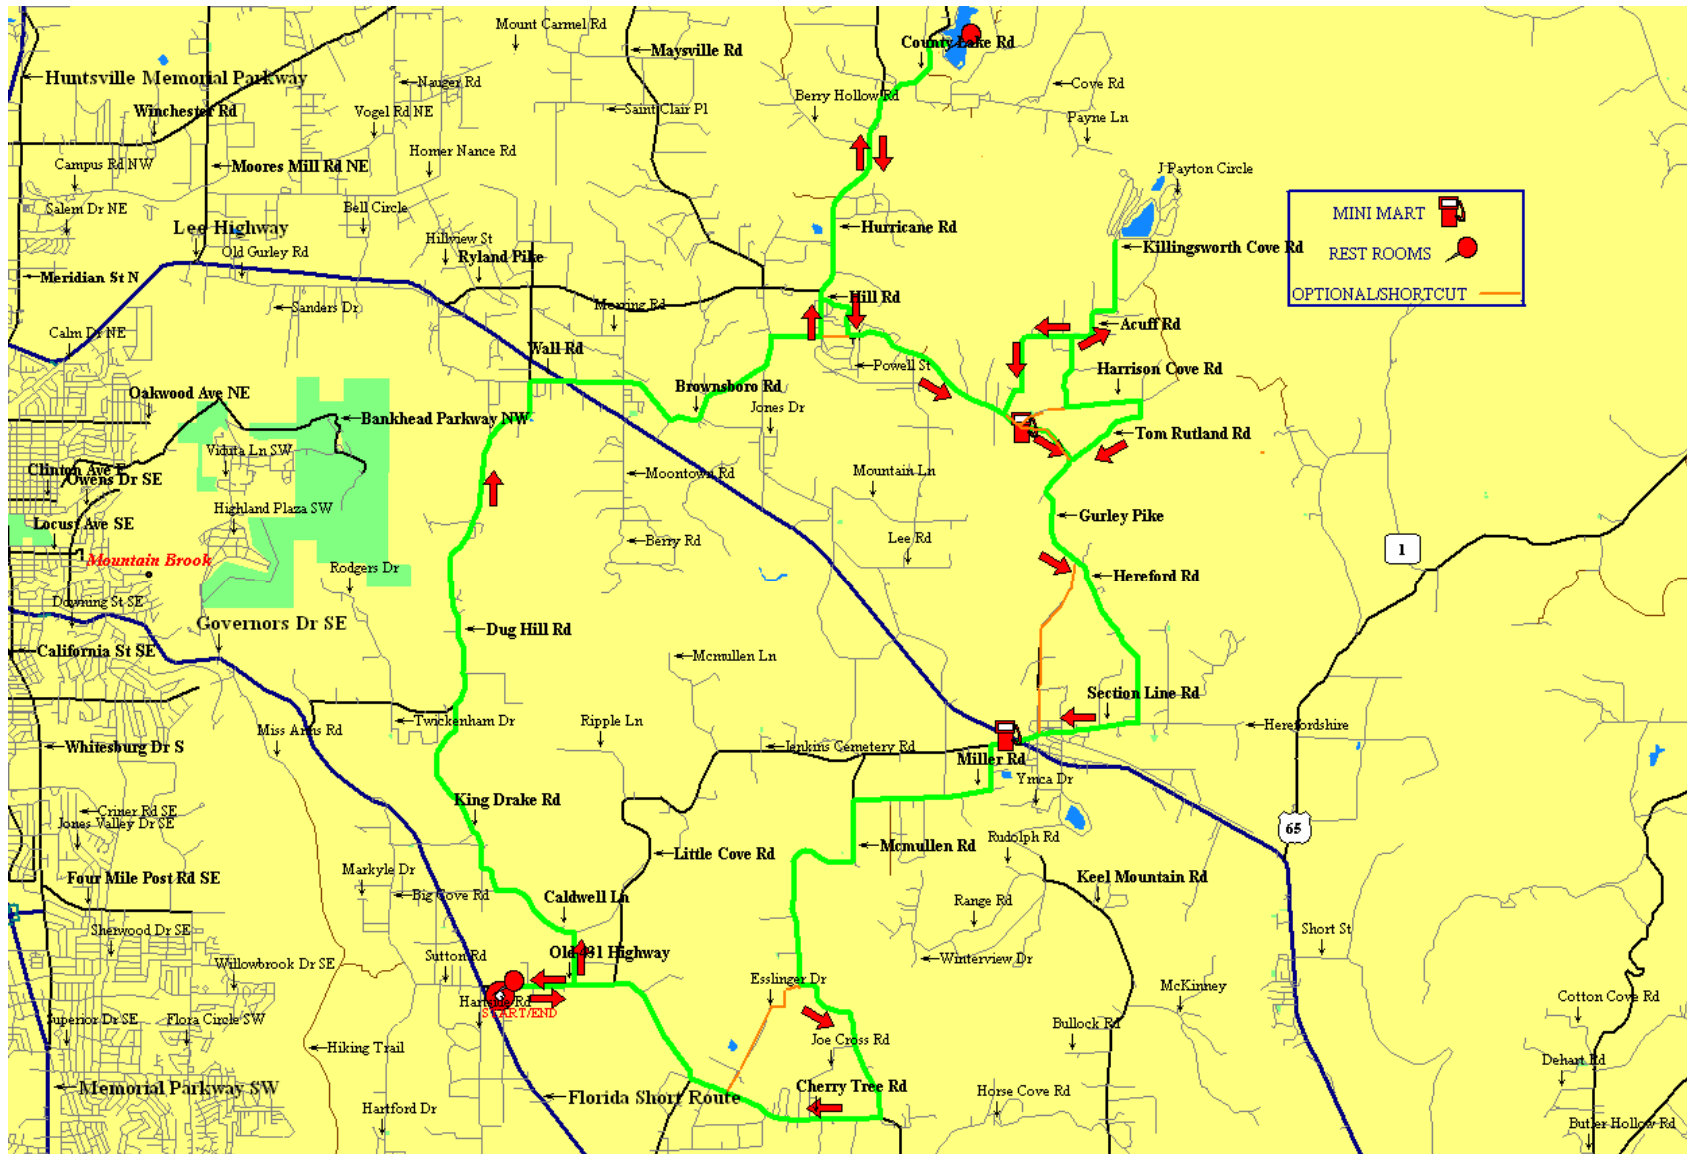 Mount Carmel Rd
County Lake Rd
Maysville Rd
Huntsville Memorial Parkway
Nauger Rd
Cove Rd
Berry Hollow Rd
Winchester Rd
Vogel Rd NE
Saint Clair Pl
Payne Ln
Homer Nance Rd
Campus Rd NW
Moores Mill Rd NE
J Payton Circle
Salem Dr NE
Bell Circle
MINI MART
Lee Highway
Hurricane Rd
Hillview St
Killingsworth Cove Rd
Old Gurley Rd
Ryland Pike
REST ROOMS
Meridian St N
Hill Rd
OPTIONAL/SHORTCUT
Sanders Dr
Merring Rd
Acuff Rd
Calm Dr NE
Wall Rd
Powell St
Harrison Cove Rd
Oakwood Ave NE
Brownsboro Rd
Jones Dr
Bankhead Parkway NW
Tom Rutland Rd
Viduta Ln SW
Clinton Ave E
Owens Dr SE
Moontown Rd
Mountain Ln
Highland Plaza SW
Gurley Pike
Locust Ave SE
Berry Rd
Lee Rd
1
Mountain Brook
Rodgers Dr
Hereford Rd
Downing St SE
Governors Dr SE
Dug Hill Rd
California St SE
Mcmullen Ln
Section Line Rd
Twickenham Dr
Ripple Ln
Herefordshire
Miss Anns Rd
Whitesburg Dr S
Jenkins Cemetery Rd
Miller Rd
Ymca Dr
King Drake Rd
Criner Rd SE
Jones Valley Dr SE
65
Rudolph Rd
Mcmullen Rd
Little Cove Rd
Markyle Dr
Four Mile Post Rd SE
Keel Mountain Rd
Big Cove Rd
Caldwell Ln
Range Rd
Sherwood Dr SE
Short St
Sutton Rd
Old 431 Highway
Winterview Dr
Willowbrook Dr SE
Esslinger Dr
McKinney
Cotton Cove Rd
START/END
Superior Dr SE
Flora Circle SW
Bullock Rd
Joe Cross Rd
Hiking Trail
Dehart Rd
Memorial Parkway SW
Cherry Tree Rd
Florida Short Route
Horse Cove Rd
Hartford Dr
Butler Hollow Rd